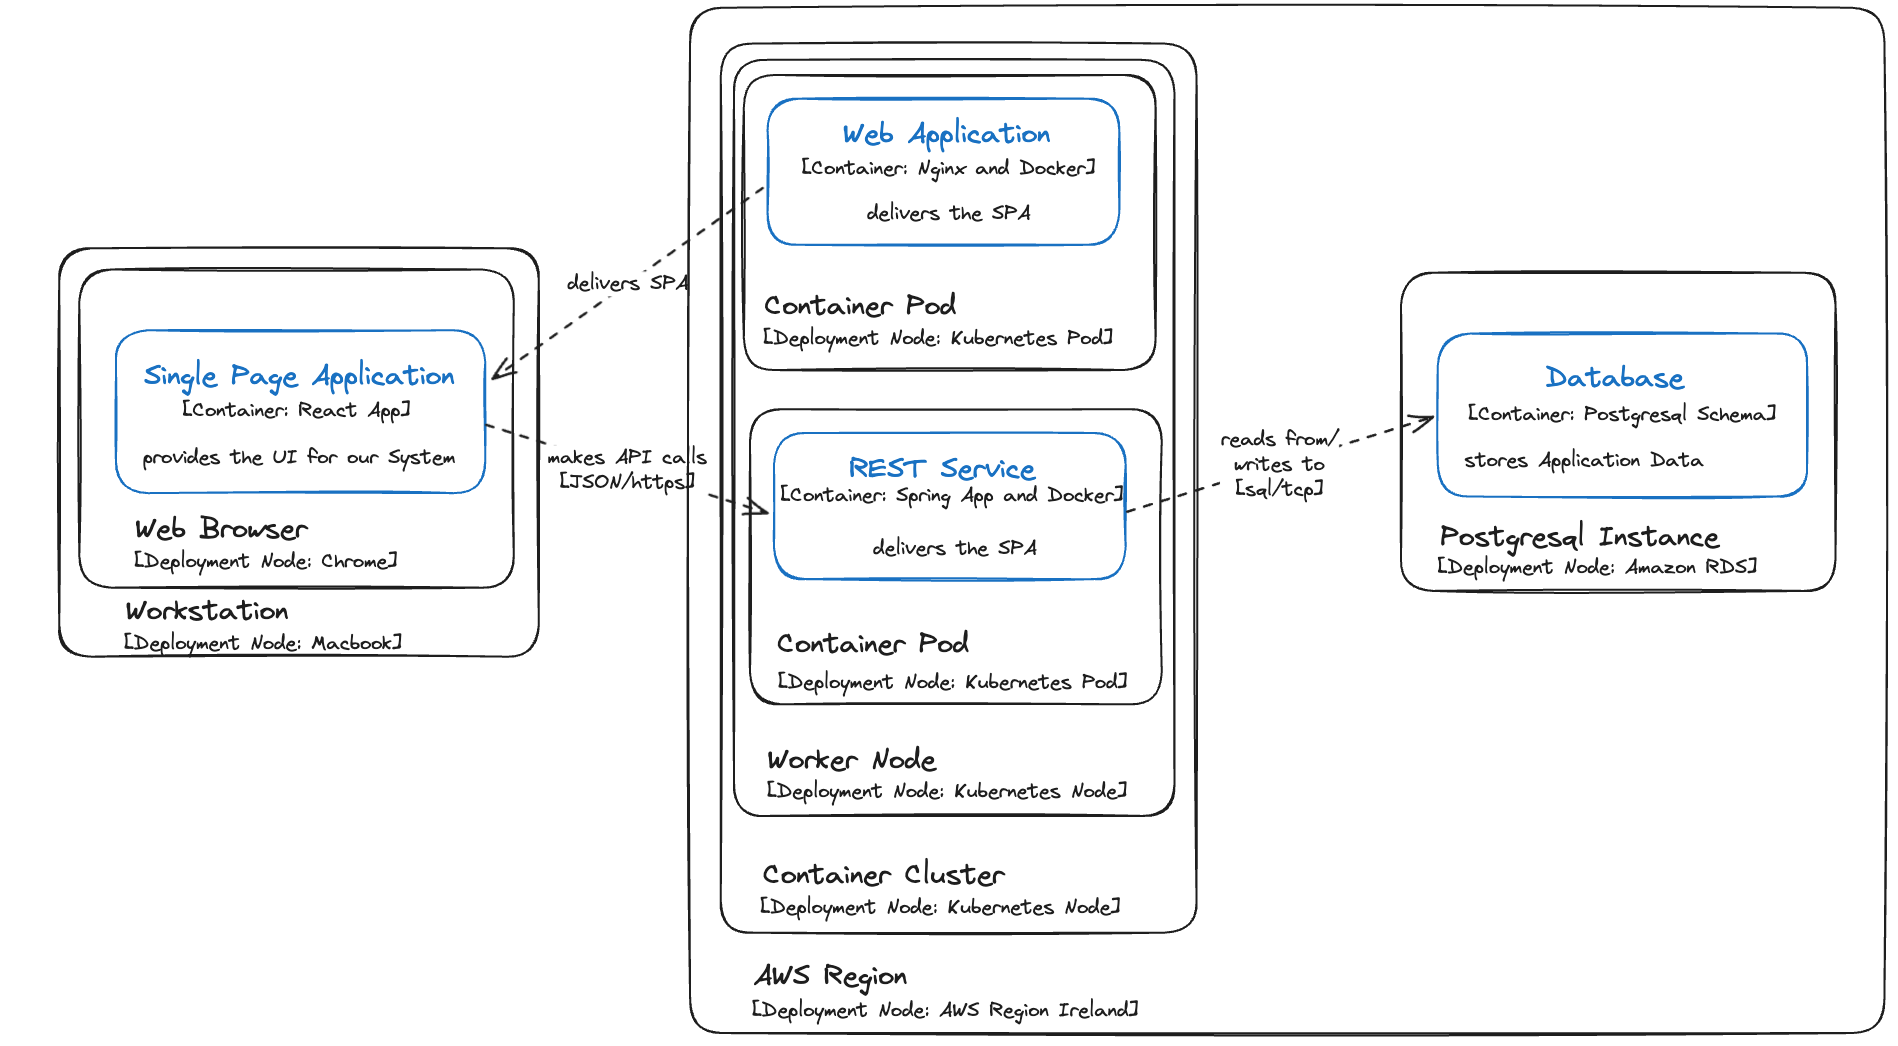 Web Application
[Container: Nginx and Docker]
delivers the SPA
Container Pod
[Deployment Node: Kubernetes Pod]
delivers SPA
Single Page Application
[Container: React App]
provides the UI for our System
Web Browser
[Deployment Node: Chrome]
Workstation
[Deployment Node: Macbook]
makes API calls
[JSON/https]
REST Service
[Container: Spring App and Docker]
delivers the SPA
Container Pod
[Deployment Node: Kubernetes Pod]
reads from/
writes to
[sql/tcp]
Database
[Container: Postgresql Schema]
stores Application Data
Postgresql Instance
[Deployment Node: Amazon RDS]
Worker Node
[Deployment Node: Kubernetes Node]
Container Cluster
[Deployment Node: Kubernetes Node]
AWS Region
[Deployment Node: AWS Region Ireland]